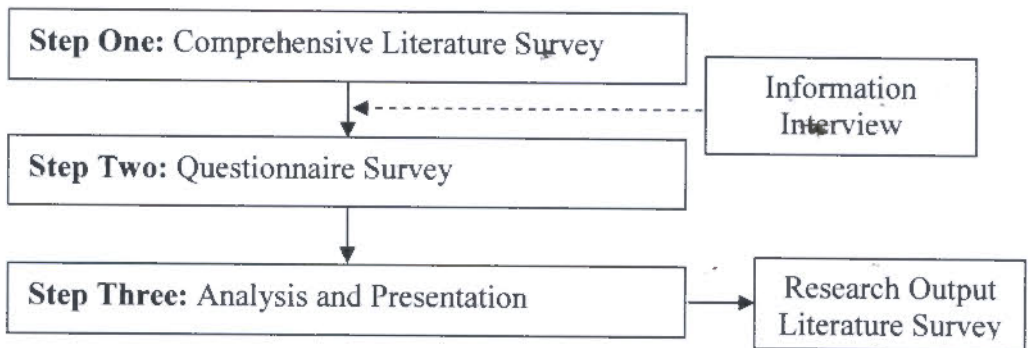 Step One: Comprehensive Literature Survey
Information
Interview
Step Two: Questionnaire Survey
Step Three: Analysis and Presentation
Research Output
Literature Survey